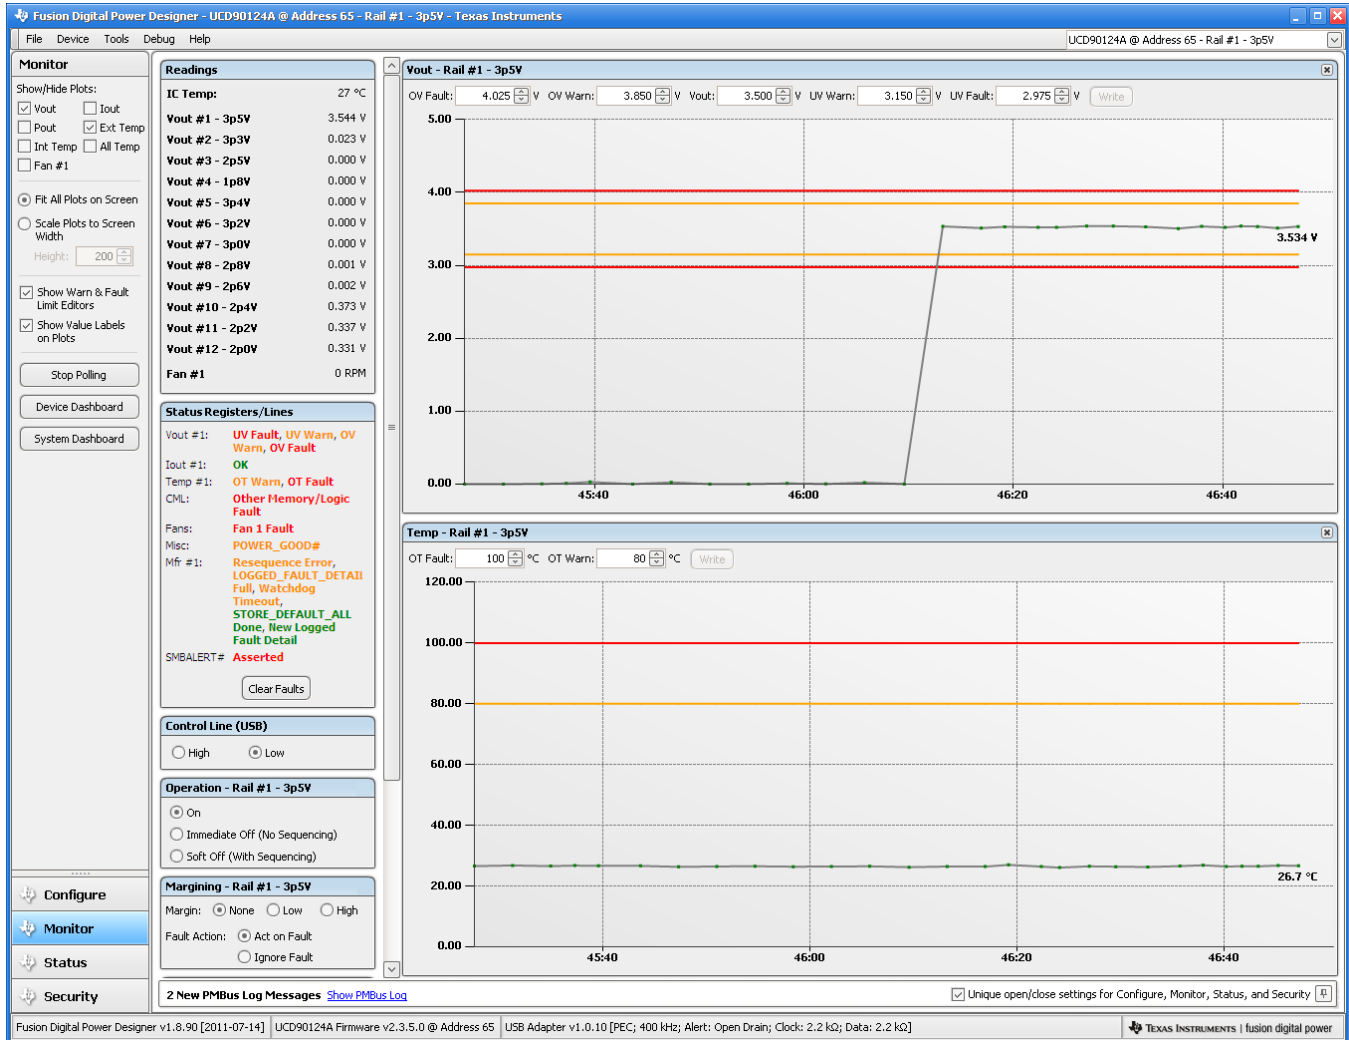 Fusion Digital Power Designer - UCD90124A @ Address 65 - Rail #1 - 3p5V - Texas Instruments
File Device Tools Debug Help
UCD90124A @ Address 65 - Rail #1 - 3p5V
Monitor
Show/Hide Plots:
Vout Iout
Pout Ext Temp
Int Temp All Temp
Fan #1
Fit All Plots on Screen
Scale Plots to Screen
Width
Height: 200
Show Warn & Fault
Limit Editors
Show Value Labels
on Plots
Stop Polling
Device Dashboard
System Dashboard
Configure
Monitor
Status
Security
Readings
IC Temp: 27 °C
Vout #1 - 3p5V 3.544 V
Vout #2 - 3p3V 0.023 V
Vout #3 - 2p5V 0.000 V
Vout #4 - 1p8V 0.000 V
Vout #5 - 3p4V 0.000 V
Vout #6 - 3p2V 0.000 V
Vout #7 - 3p0V 0.000 V
Vout #8 - 2p8V 0.001 V
Vout #9 - 2p6V 0.002 V
Vout #10 - 2p4V 0.373 V
Vout #11 - 2p2V 0.337 V
Vout #12 - 2p0V 0.331 V
Fan #1 0 RPM
Status Registers/Lines
Vout #1: UV Fault, UV Warn, OV
Warn, OV Fault
Iout #1: OK
Temp #1: OT Warn, OT Fault
CML: Other Memory/Logic
Fault
Fans: Fan 1 Fault
Misc: POWER_GOOD#
Mfr #1: Resequence Error,
LOGGED_FAULT_DETAIL
Full, Watchdog
Timeout,
STORE_DEFAULT_ALL
Done, New Logged
Fault Detail
SMBALERT# Asserted
Clear Faults
Control Line (USB)
High Low
Operation - Rail #1 - 3p5V
On
Immediate Off (No Sequencing)
Soft Off (With Sequencing)
Margining - Rail #1 - 3p5V
Margin: None Low High
Fault Action: Act on Fault
Ignore Fault
Vout - Rail #1 - 3p5V
OV Fault: 4.025 V OV Warn: 3.850 V Vout: 3.500 V UV Warn: 3.150 V UV Fault: 2.975 V Write
5.00
4.00
3.534 V
3.00
2.00
1.00
0.00
45:40 46:00 46:20 46:40
Temp - Rail #1 - 3p5V
OT Fault: 100 °C OT Warn: 80 °C Write
120.00
100.00
80.00
60.00
40.00
26.7 °C
20.00
0.00
45:40 46:00 46:20 46:40
2 New PMBus Log Messages Show PMBus Log
Unique open/close settings for Configure, Monitor, Status, and Security
Fusion Digital Power Designer v1.8.90 [2011-07-14] UCD90124A Firmware v2.3.5.0 @ Address 65 USB Adapter v1.0.10 [PEC; 400 kHz; Alert: Open Drain; Clock: 2.2 kΩ; Data: 2.2 kΩ]
TEXAS INSTRUMENTS | fusion digital power